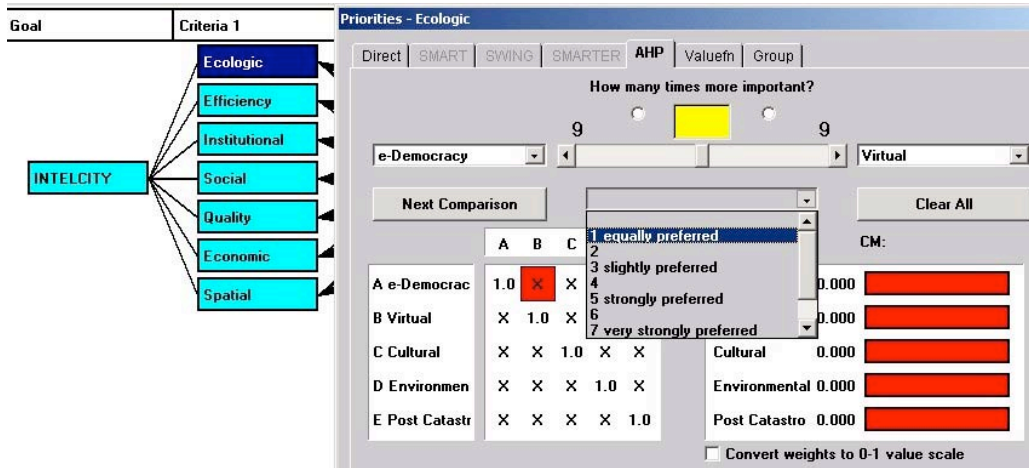 Goal
Criteria 1
INTELCITY
Ecologic
Efficiency
Institutional
Social
Quality
Economic
Spatial
Priorities - Ecologic
Direct SMART SWING SMARTER AHP Valuefn Group
How many times more important?
9 9
e-Democracy Virtual
Next Comparison Clear All
1 equally preferred
2
3 slightly preferred
4
5 strongly preferred
6
7 very strongly preferred
A B C CM:
A e-Democrac 1.0 X X 0.000
B Virtual X 1.0 X 0.000
C Cultural X X 1.0 X X Cultural 0.000
D Environmen X X X 1.0 X Environmental 0.000
E Post Catastr X X X X 1.0 Post Catastro 0.000
Convert weights to 0-1 value scale